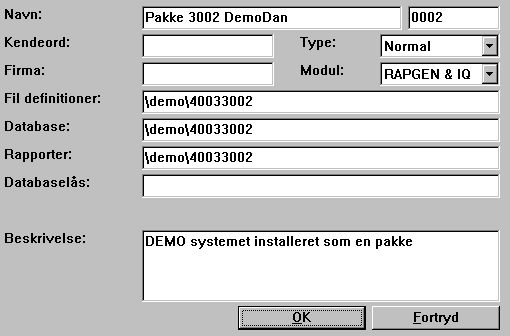 Navn: Pakke 3002 DemoDan 0002
Kendeord: Type: Normal
Firma: Modul: RAPGEN & IQ
Fil definitioner: \demo\40033002
Database: \demo\40033002
Rapporter: \demo\40033002
Databaselås:
Beskrivelse: DEMO systemet installeret som en pakke
OK Fortryd